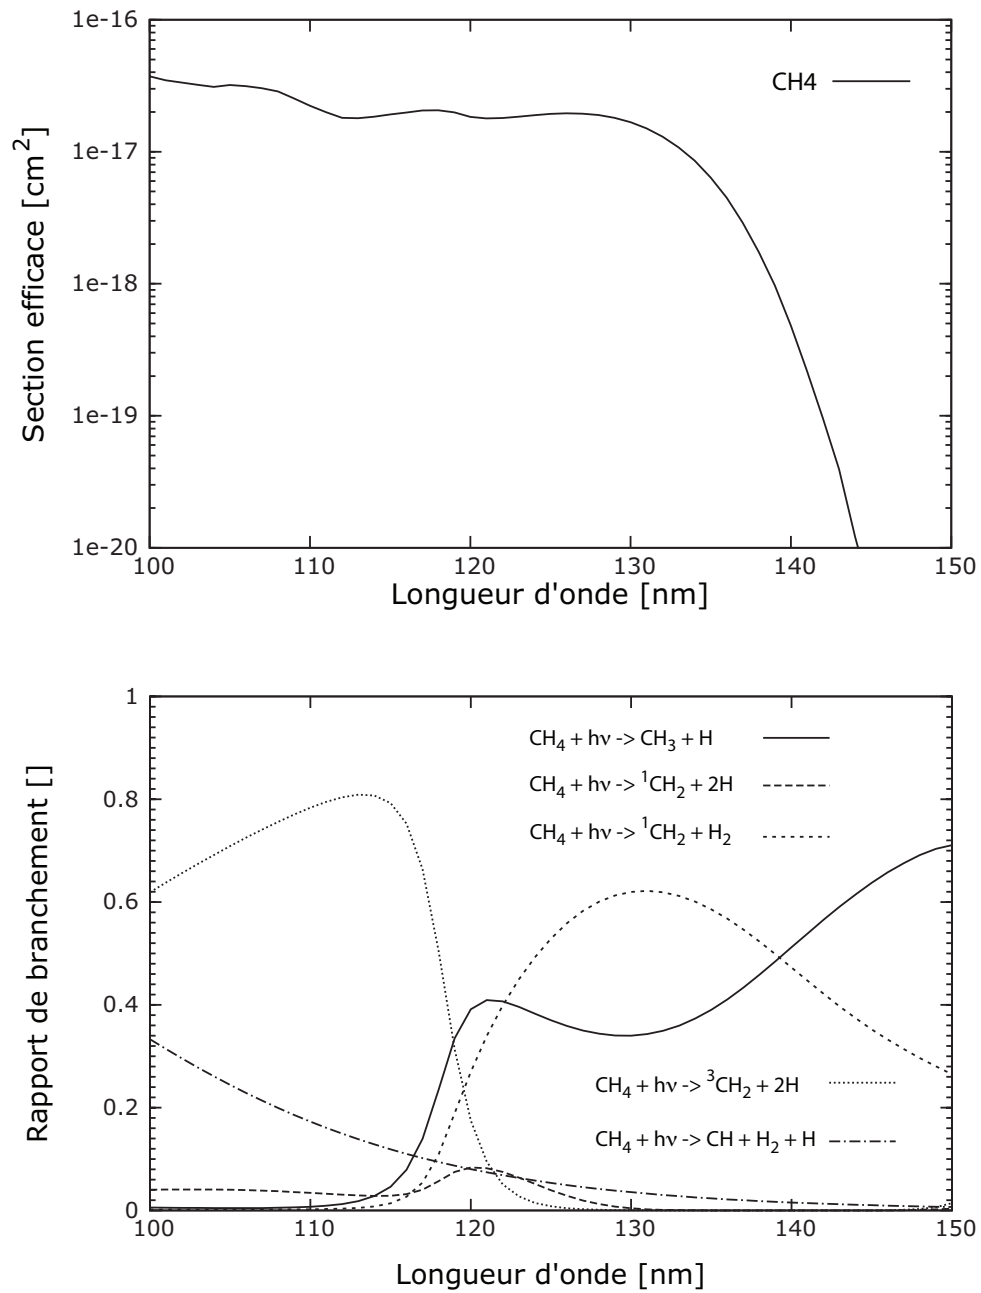 1e-16
CH4
1e-17
1e-18
1e-19
1e-20
Section efficace [cm²]
100 110 120 130 140 150
Longueur d'onde [nm]
1
0.8
0.6
0.4
0.2
0
Rapport de branchement []
CH₄ + hν -> CH₃ + H
CH₄ + hν -> ¹CH₂ + 2H
CH₄ + hν -> ¹CH₂ + H₂
CH₄ + hν -> ³CH₂ + 2H
CH₄ + hν -> CH + H₂ + H
100 110 120 130 140 150
Longueur d'onde [nm]